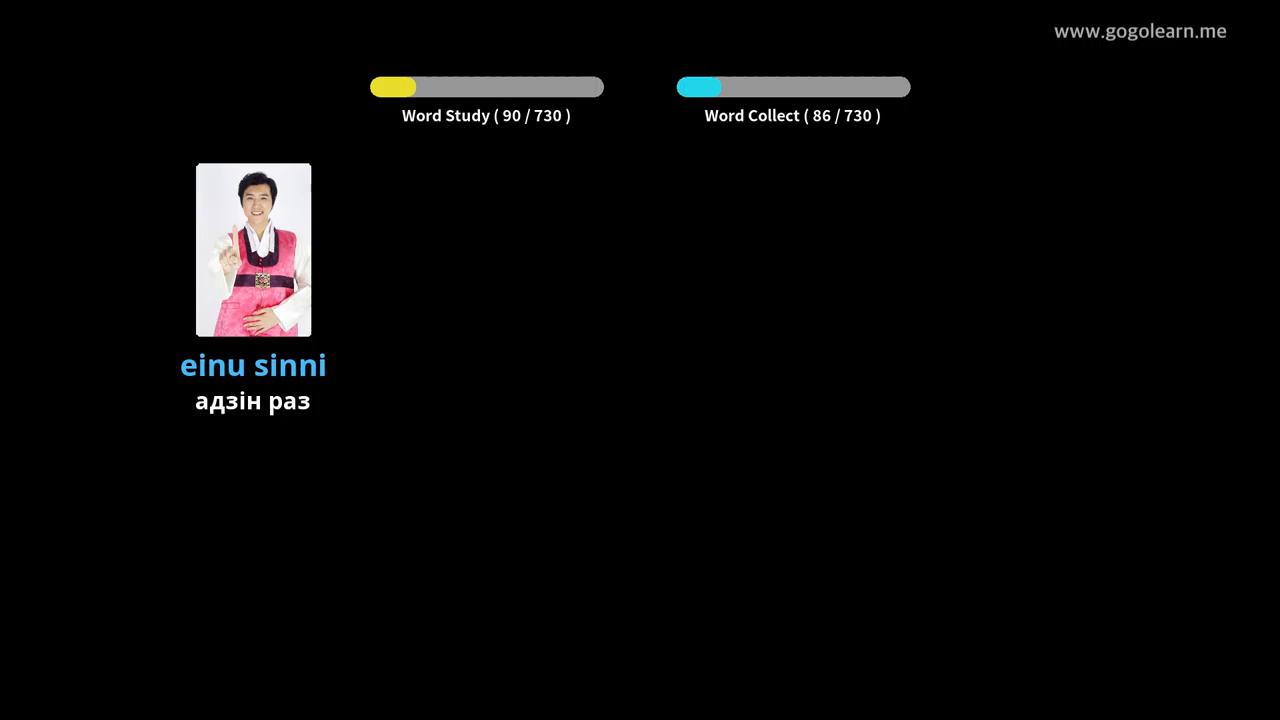 www.gogolearn.me
Word Study ( 90 / 730 )
Word Collect ( 86 / 730 )
einu sinni
адзін раз